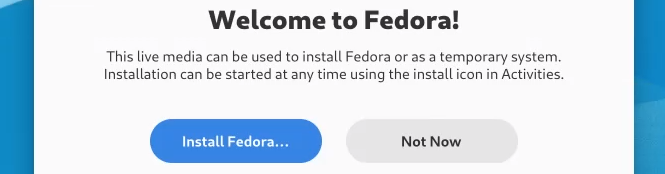 Welcome to Fedora!
This live media can be used to install Fedora or as a temporary system.
Installation can be started at any time using the install icon in Activities.
Install Fedora...
Not Now